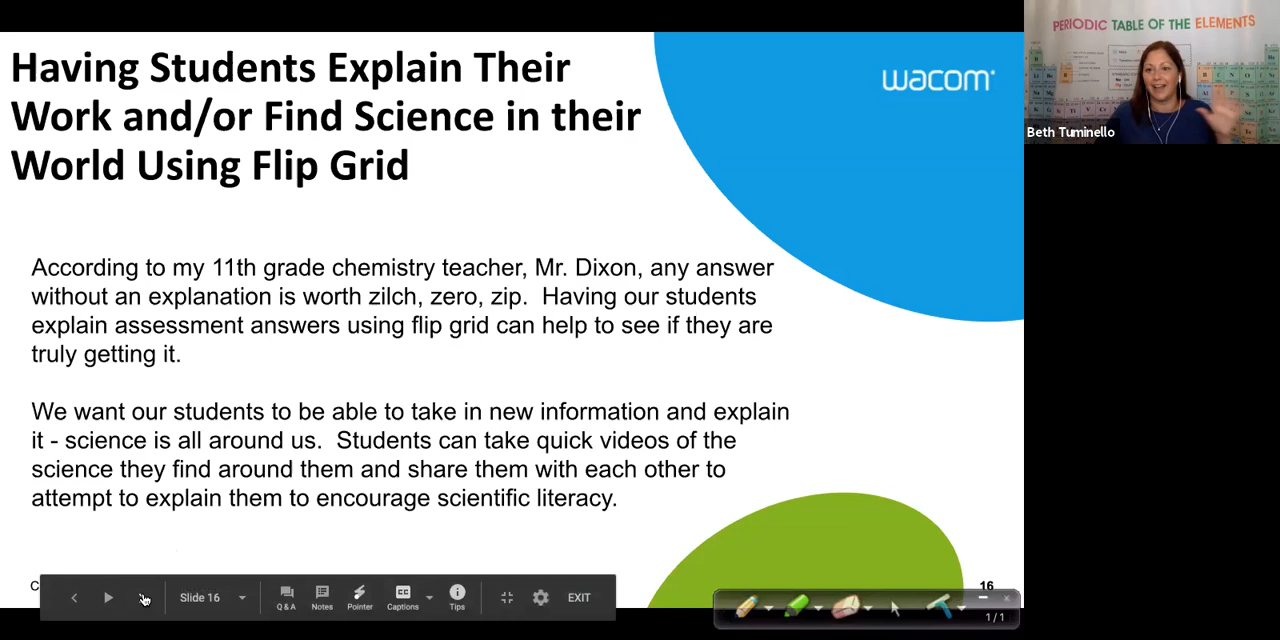 Having Students Explain Their
Work and/or Find Science in their
World Using Flip Grid
wacom
According to my 11th grade chemistry teacher, Mr. Dixon, any answer
without an explanation is worth zilch, zero, zip.  Having our students
explain assessment answers using flip grid can help to see if they are
truly getting it.
We want our students to be able to take in new information and explain
it - science is all around us.  Students can take quick videos of the
science they find around them and share them with each other to
attempt to explain them to encourage scientific literacy.
C
16
Slide 16
Q & A
Notes
Pointer
CC
Captions
Tips
EXIT
1/1
PERIODIC TABLE OF THE ELEMENTS
Beth Tuminello